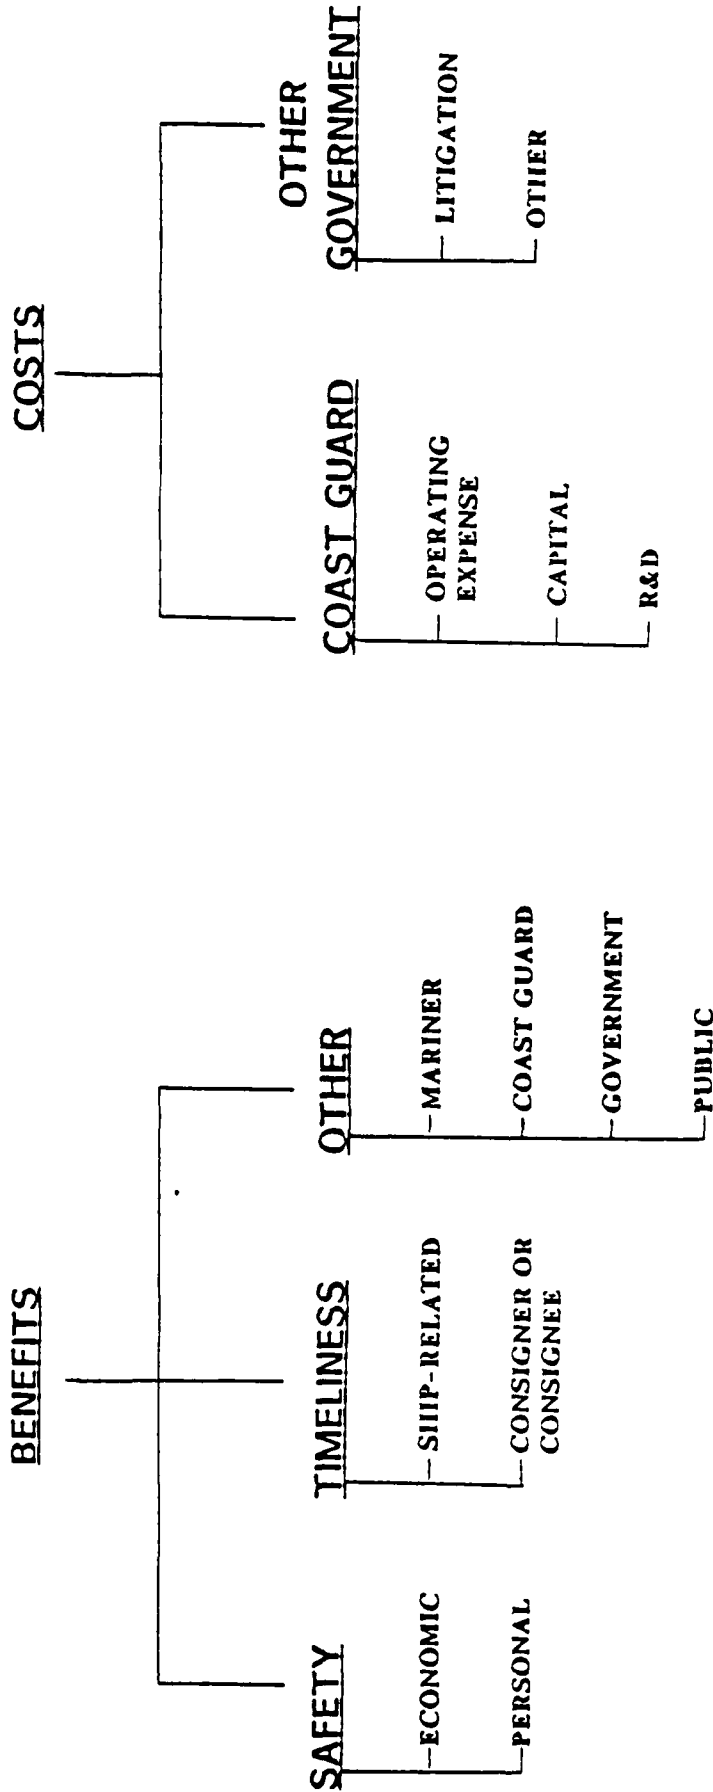 BENEFITS
SAFETY
ECONOMIC
PERSONAL
TIMELINESS
SHIP-RELATED
CONSIGNER OR
CONSIGNEE
OTHER
MARINER
COAST GUARD
GOVERNMENT
PUBLIC
COSTS
COAST GUARD
OPERATING
EXPENSE
CAPITAL
R&D
OTHER
GOVERNMENT
LITIGATION
OTHER